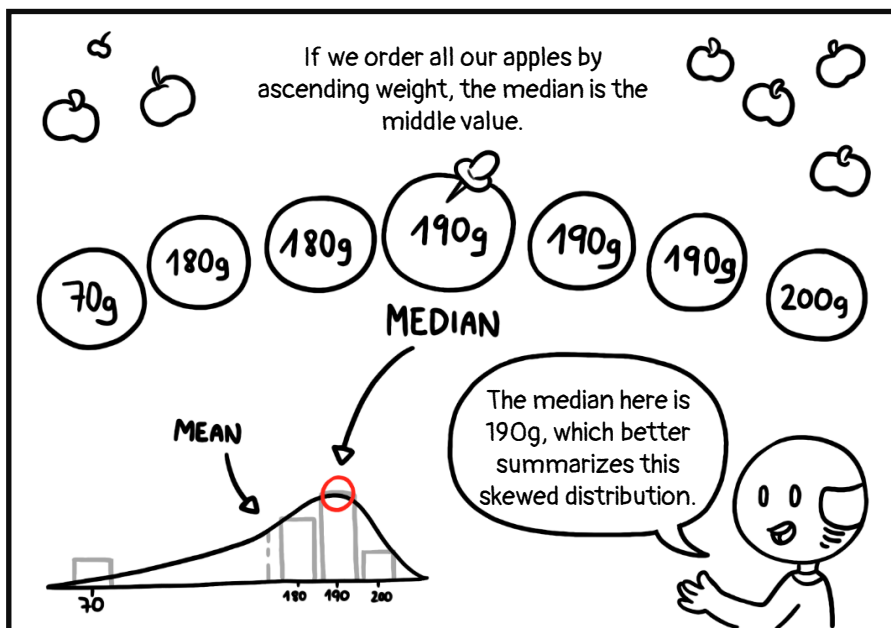 If we order all our apples by
ascending weight, the median is the
middle value.
70g 180g 180g 190g 190g 190g 200g
MEDIAN
MEAN
The median here is
190g, which better
summarizes this
skewed distribution.
70 180 190 200